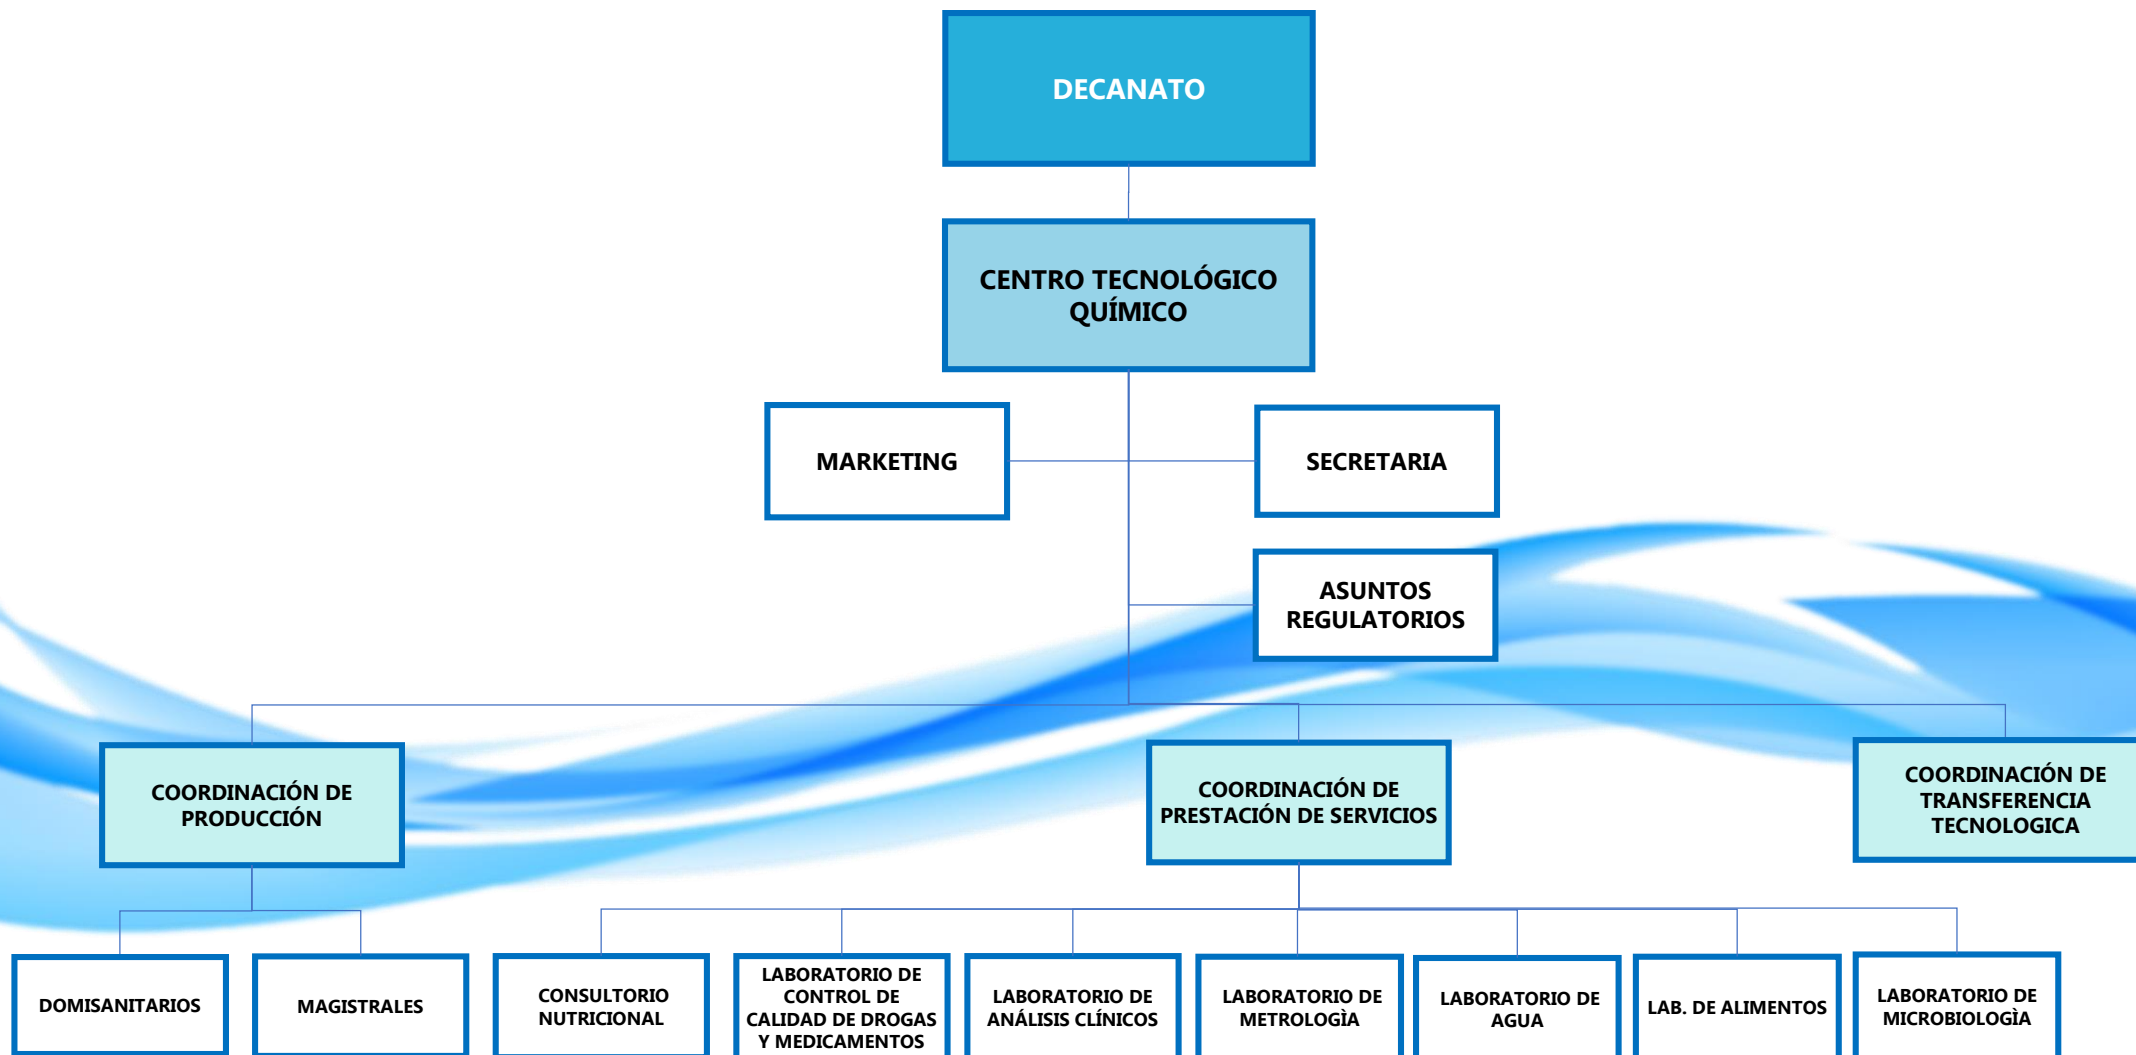 DECANATO
CENTRO TECNOLÓGICO
QUÍMICO
MARKETING
SECRETARIA
ASUNTOS
REGULATORIOS
COORDINACIÓN DE
PRODUCCIÓN
COORDINACIÓN DE
PRESTACIÓN DE SERVICIOS
COORDINACIÓN DE
TRANSFERENCIA
TECNOLOGICA
DOMISANITARIOS
MAGISTRALES
CONSULTORIO
NUTRICIONAL
LABORATORIO DE
CONTROL DE
CALIDAD DE DROGAS
Y MEDICAMENTOS
LABORATORIO DE
ANÁLISIS CLÍNICOS
LABORATORIO DE
METROLOGÌA
LABORATORIO DE
AGUA
LAB. DE ALIMENTOS
LABORATORIO DE
MICROBIOLOGÌA